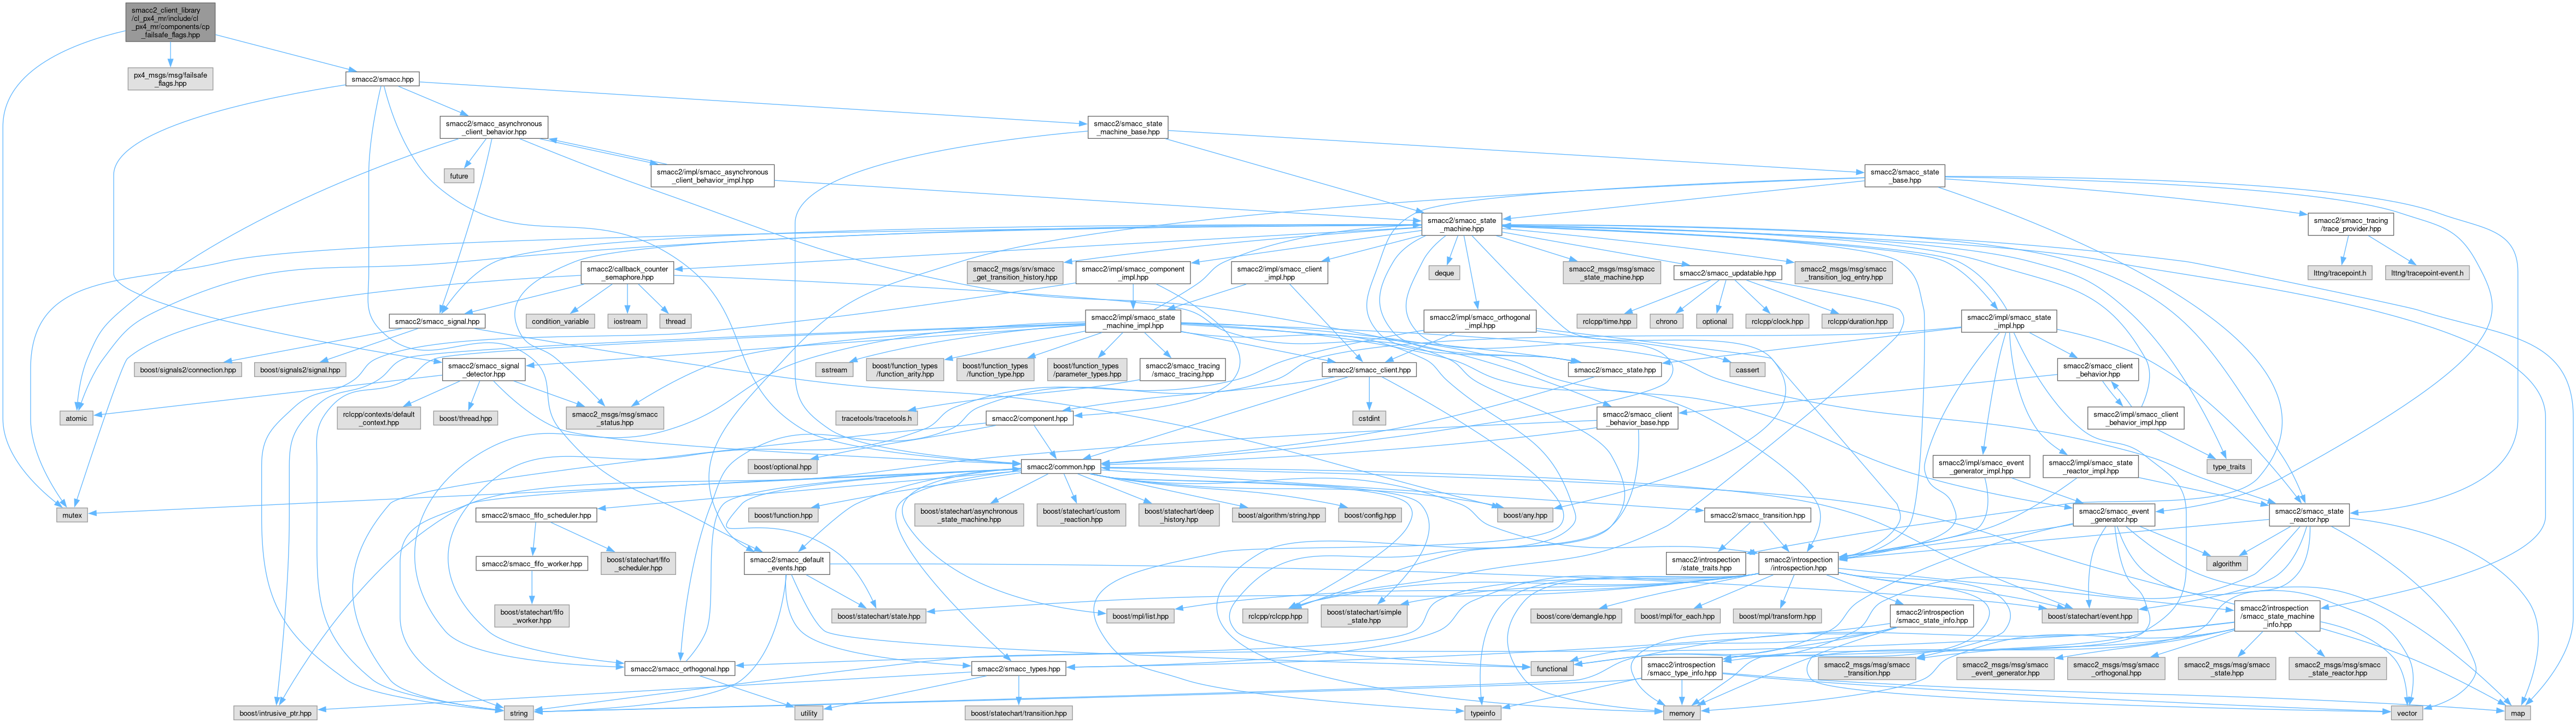 smacc2_client_library
/cl_px4_mr/include/cl
_px4_mr/components/cp
_failsafe_flags.hpp
px4_msgs/msg/failsafe
_flags.hpp
smacc2/smacc.hpp
smacc2/smacc_asynchronous
_client_behavior.hpp
smacc2/smacc_state
_machine_base.hpp
future
smacc2/impl/smacc_asynchronous
_client_behavior_impl.hpp
smacc2/smacc_state
_base.hpp
smacc2/smacc_state
_machine.hpp
smacc2/smacc_tracing
/trace_provider.hpp
smacc2/callback_counter
_semaphore.hpp
smacc2_msgs/srv/smacc
_get_transition_history.hpp
smacc2/impl/smacc_component
_impl.hpp
smacc2/impl/smacc_client
_impl.hpp
deque
smacc2_msgs/msg/smacc
_state_machine.hpp
smacc2/smacc_updatable.hpp
smacc2_msgs/msg/smacc
_transition_log_entry.hpp
lttng/tracepoint.h
lttng/tracepoint-event.h
smacc2/smacc_signal.hpp
condition_variable
iostream
thread
smacc2/impl/smacc_state
_machine_impl.hpp
smacc2/impl/smacc_orthogonal
_impl.hpp
rclcpp/time.hpp
chrono
optional
rclcpp/clock.hpp
rclcpp/duration.hpp
smacc2/impl/smacc_state
_impl.hpp
boost/signals2/connection.hpp
boost/signals2/signal.hpp
smacc2/smacc_signal
_detector.hpp
sstream
boost/function_types
/function_arity.hpp
boost/function_types
/function_type.hpp
boost/function_types
/parameter_types.hpp
smacc2/smacc_tracing
/smacc_tracing.hpp
smacc2/smacc_client.hpp
smacc2/smacc_state.hpp
cassert
smacc2/smacc_client
_behavior.hpp
atomic
rclcpp/contexts/default
_context.hpp
boost/thread.hpp
smacc2_msgs/msg/smacc
_status.hpp
tracetools/tracetools.h
smacc2/component.hpp
cstdint
smacc2/smacc_client
_behavior_base.hpp
smacc2/impl/smacc_client
_behavior_impl.hpp
boost/optional.hpp
smacc2/common.hpp
smacc2/impl/smacc_event
_generator_impl.hpp
smacc2/impl/smacc_state
_reactor_impl.hpp
type_traits
mutex
smacc2/smacc_fifo_scheduler.hpp
boost/function.hpp
boost/statechart/asynchronous
_state_machine.hpp
boost/statechart/custom
_reaction.hpp
boost/statechart/deep
_history.hpp
boost/algorithm/string.hpp
boost/config.hpp
boost/any.hpp
smacc2/smacc_transition.hpp
smacc2/smacc_event
_generator.hpp
smacc2/smacc_state
_reactor.hpp
smacc2/smacc_fifo_worker.hpp
boost/statechart/fifo
_scheduler.hpp
smacc2/smacc_default
_events.hpp
smacc2/introspection
/state_traits.hpp
smacc2/introspection
/introspection.hpp
algorithm
boost/statechart/fifo
_worker.hpp
boost/statechart/state.hpp
boost/mpl/list.hpp
rclcpp/rclcpp.hpp
boost/statechart/simple
_state.hpp
boost/core/demangle.hpp
boost/mpl/for_each.hpp
boost/mpl/transform.hpp
smacc2/introspection
/smacc_state_info.hpp
boost/statechart/event.hpp
smacc2/introspection
/smacc_state_machine
_info.hpp
smacc2/smacc_orthogonal.hpp
smacc2/smacc_types.hpp
functional
smacc2/introspection
/smacc_type_info.hpp
smacc2_msgs/msg/smacc
_transition.hpp
smacc2_msgs/msg/smacc
_event_generator.hpp
smacc2_msgs/msg/smacc
_orthogonal.hpp
smacc2_msgs/msg/smacc
_state.hpp
smacc2_msgs/msg/smacc
_state_reactor.hpp
boost/intrusive_ptr.hpp
string
utility
boost/statechart/transition.hpp
typeinfo
memory
vector
map